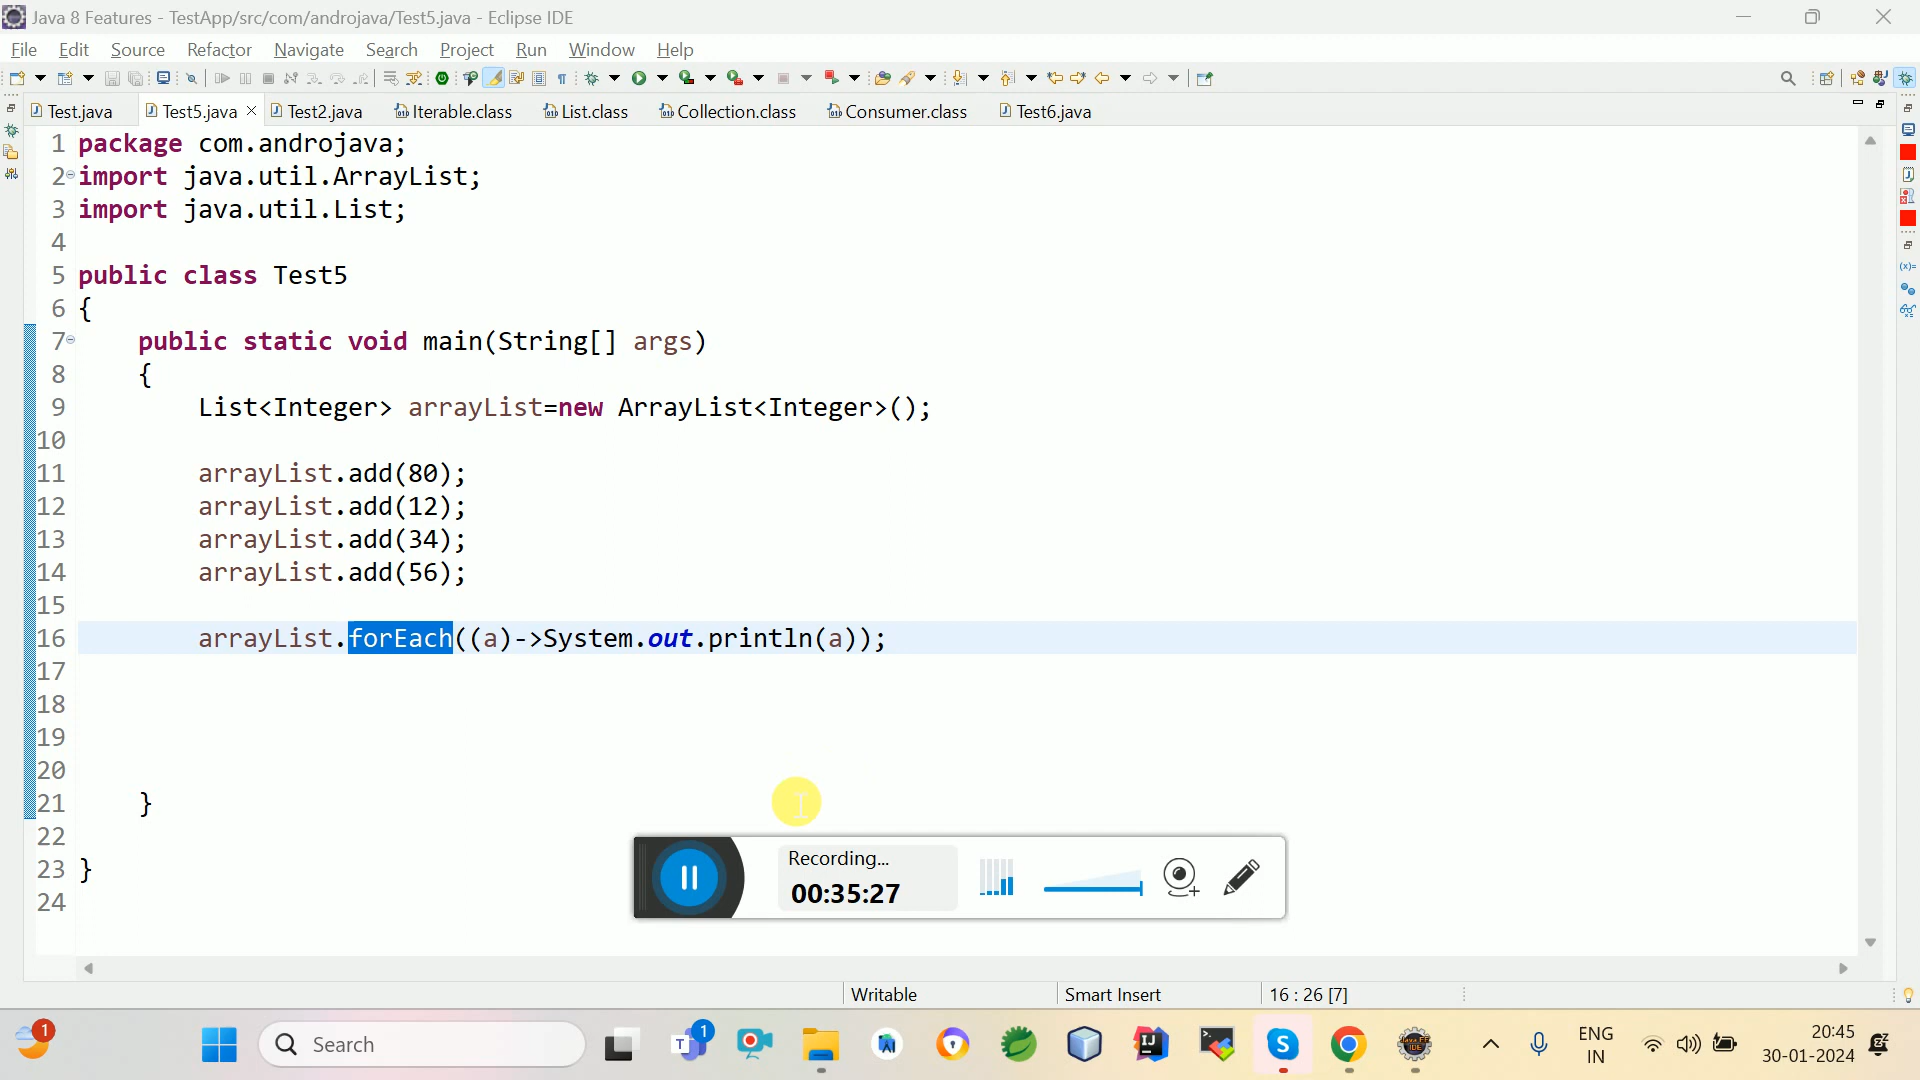 Java 8 Features - TestApp/src/com/androjava/Test5.java - Eclipse IDE
File Edit Source Refactor Navigate Search Project Run Window Help
Test.java Test5.java Test2.java Iterable.class List.class Collection.class Consumer.class Test6.java
1 package com.androjava;
2 import java.util.ArrayList;
3 import java.util.List;
4
5 public class Test5
6 {
7 public static void main(String[] args)
8 {
9 List<Integer> arrayList=new ArrayList<Integer>();
10
11 arrayList.add(80);
12 arrayList.add(12);
13 arrayList.add(34);
14 arrayList.add(56);
15
16 arrayList.forEach((a)->System.out.println(a));
17
18
19
20
21 }
22
23 }
24
Recording...
00:35:27
Writable Smart Insert 16 : 26 [7]
1 Search 1 ENG 20:45
IN 30-01-2024